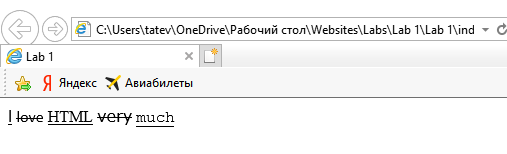 C:\Users\tatev\OneDrive\Рабочий стол\Websites\Labs\Lab 1\Lab 1\ind
Lab 1
Яндекс Авиабилеты
I love HTML very much